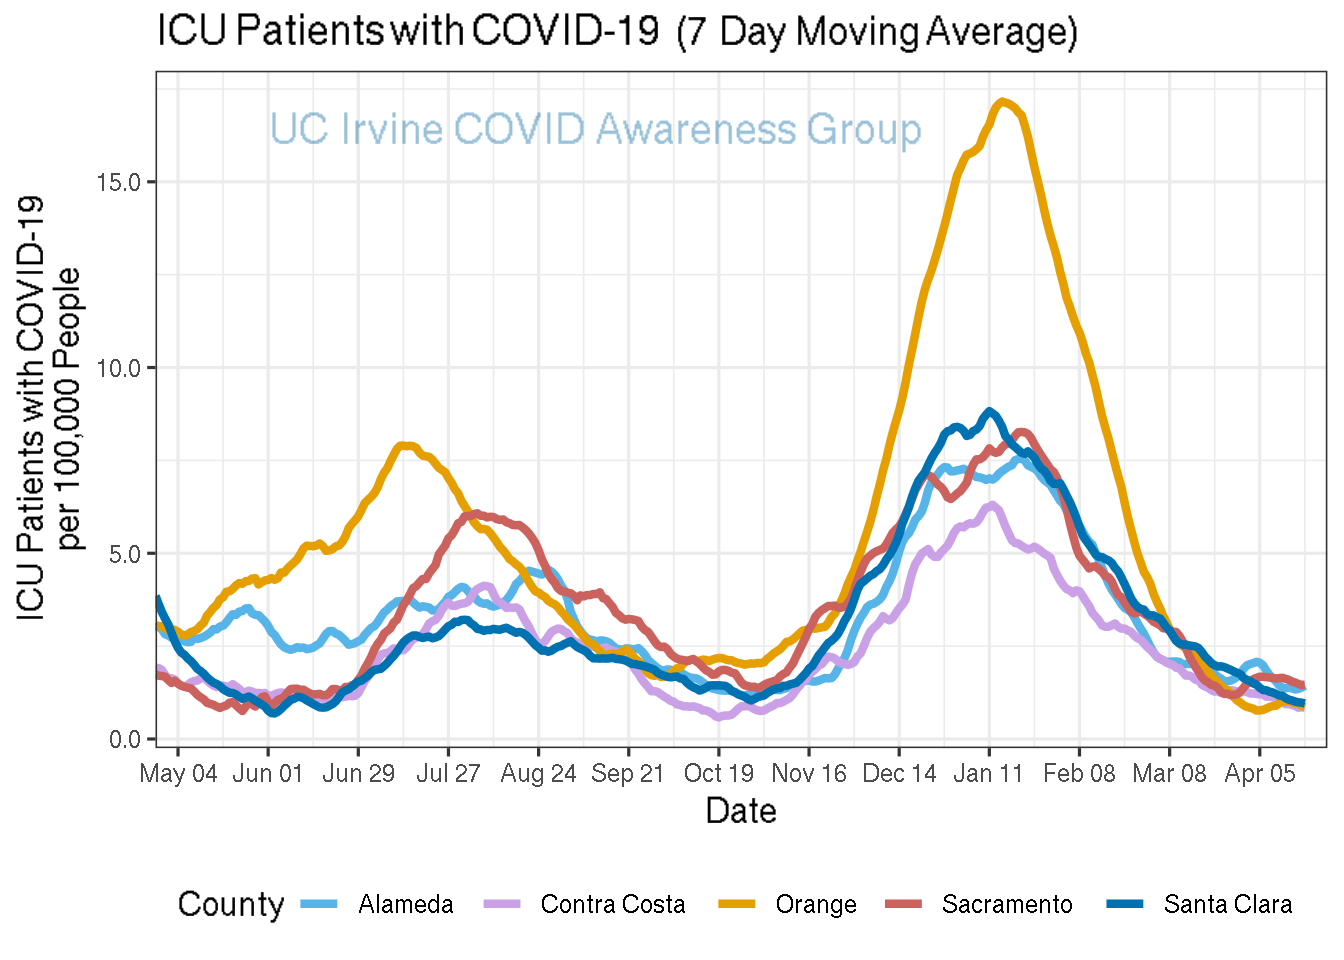 ICU Patients with COVID-19 (7 Day Moving Average)
UC Irvine COVID Awareness Group
ICU Patients with COVID-19
per 100,000 People
15.0
10.0
5.0
0.0
May 04 Jun 01 Jun 29 Jul 27 Aug 24 Sep 21 Oct 19 Nov 16 Dec 14 Jan 11 Feb 08 Mar 08 Apr 05
Date
County Alameda Contra Costa Orange Sacramento Santa Clara